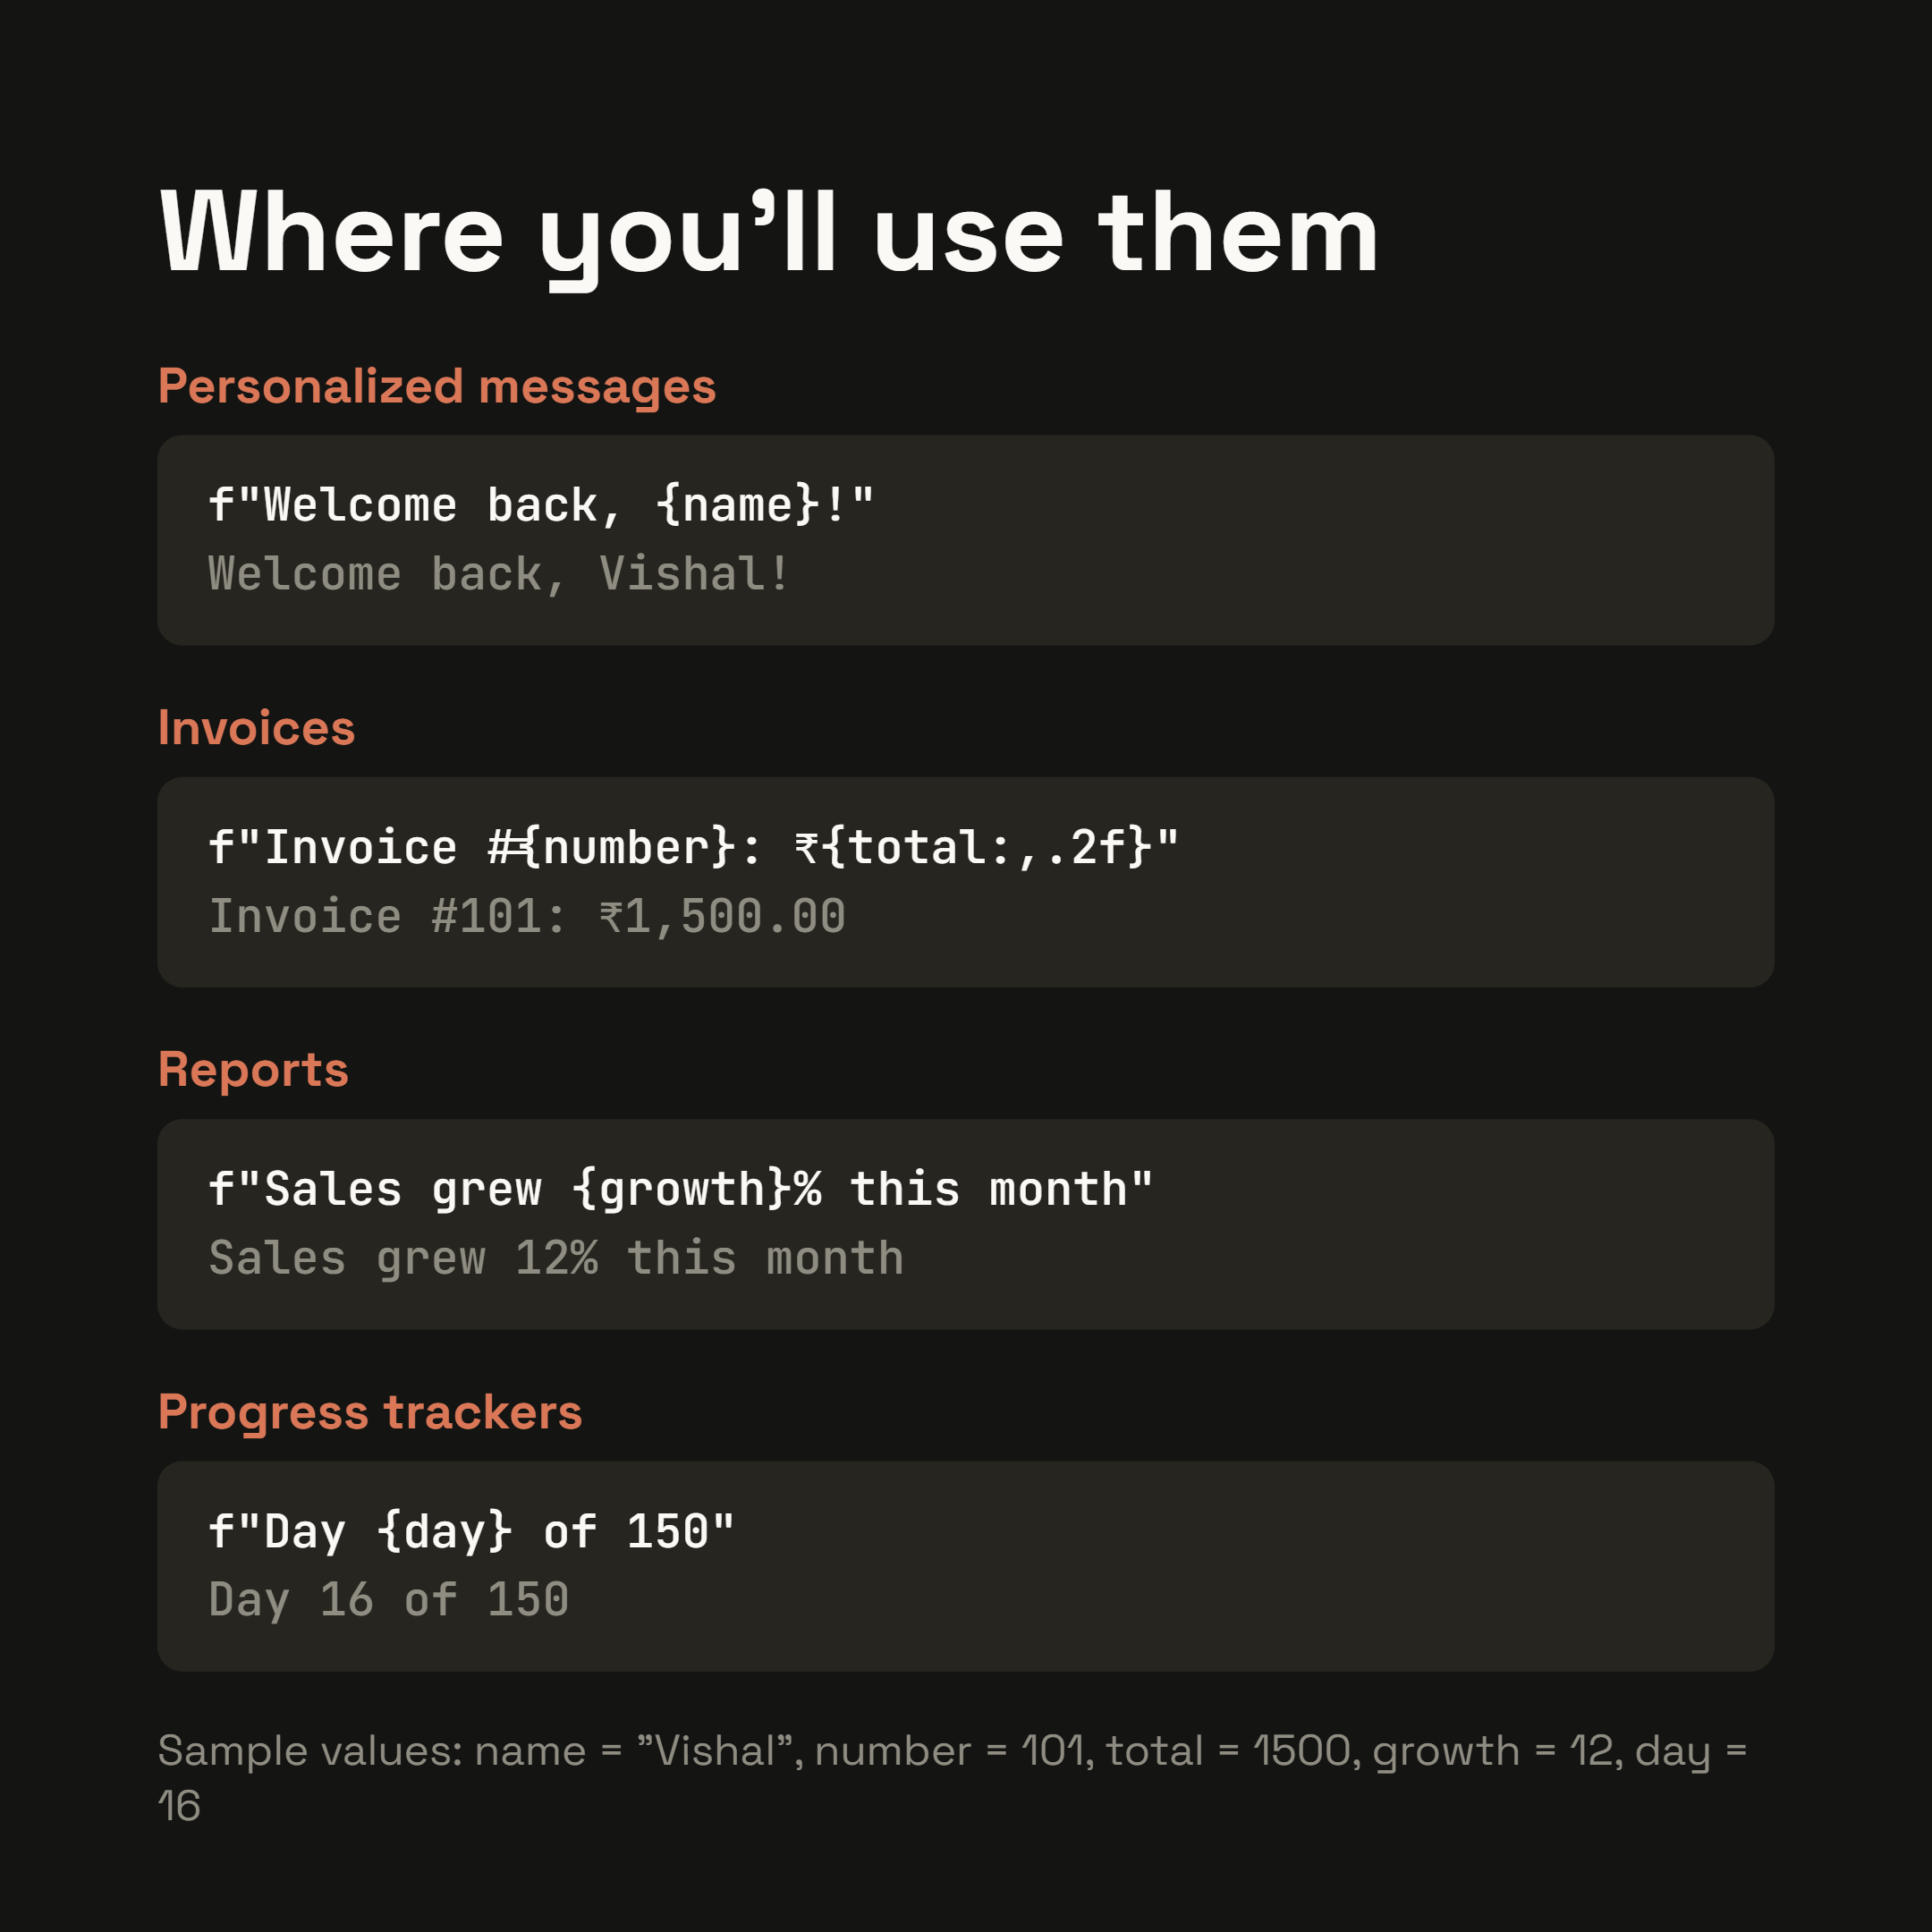 Where you’ll use them
Personalized messages
f"Welcome back, {name}!"
Welcome back, Vishal!
Invoices
f"Invoice #{number}: ₹{total:,.2f}"
Invoice #101: ₹1,500.00
Reports
f"Sales grew {growth}% this month"
Sales grew 12% this month
Progress trackers
f"Day {day} of 150"
Day 16 of 150
Sample values: name = ”Vishal”, number = 101, total = 1500, growth = 12, day =
16